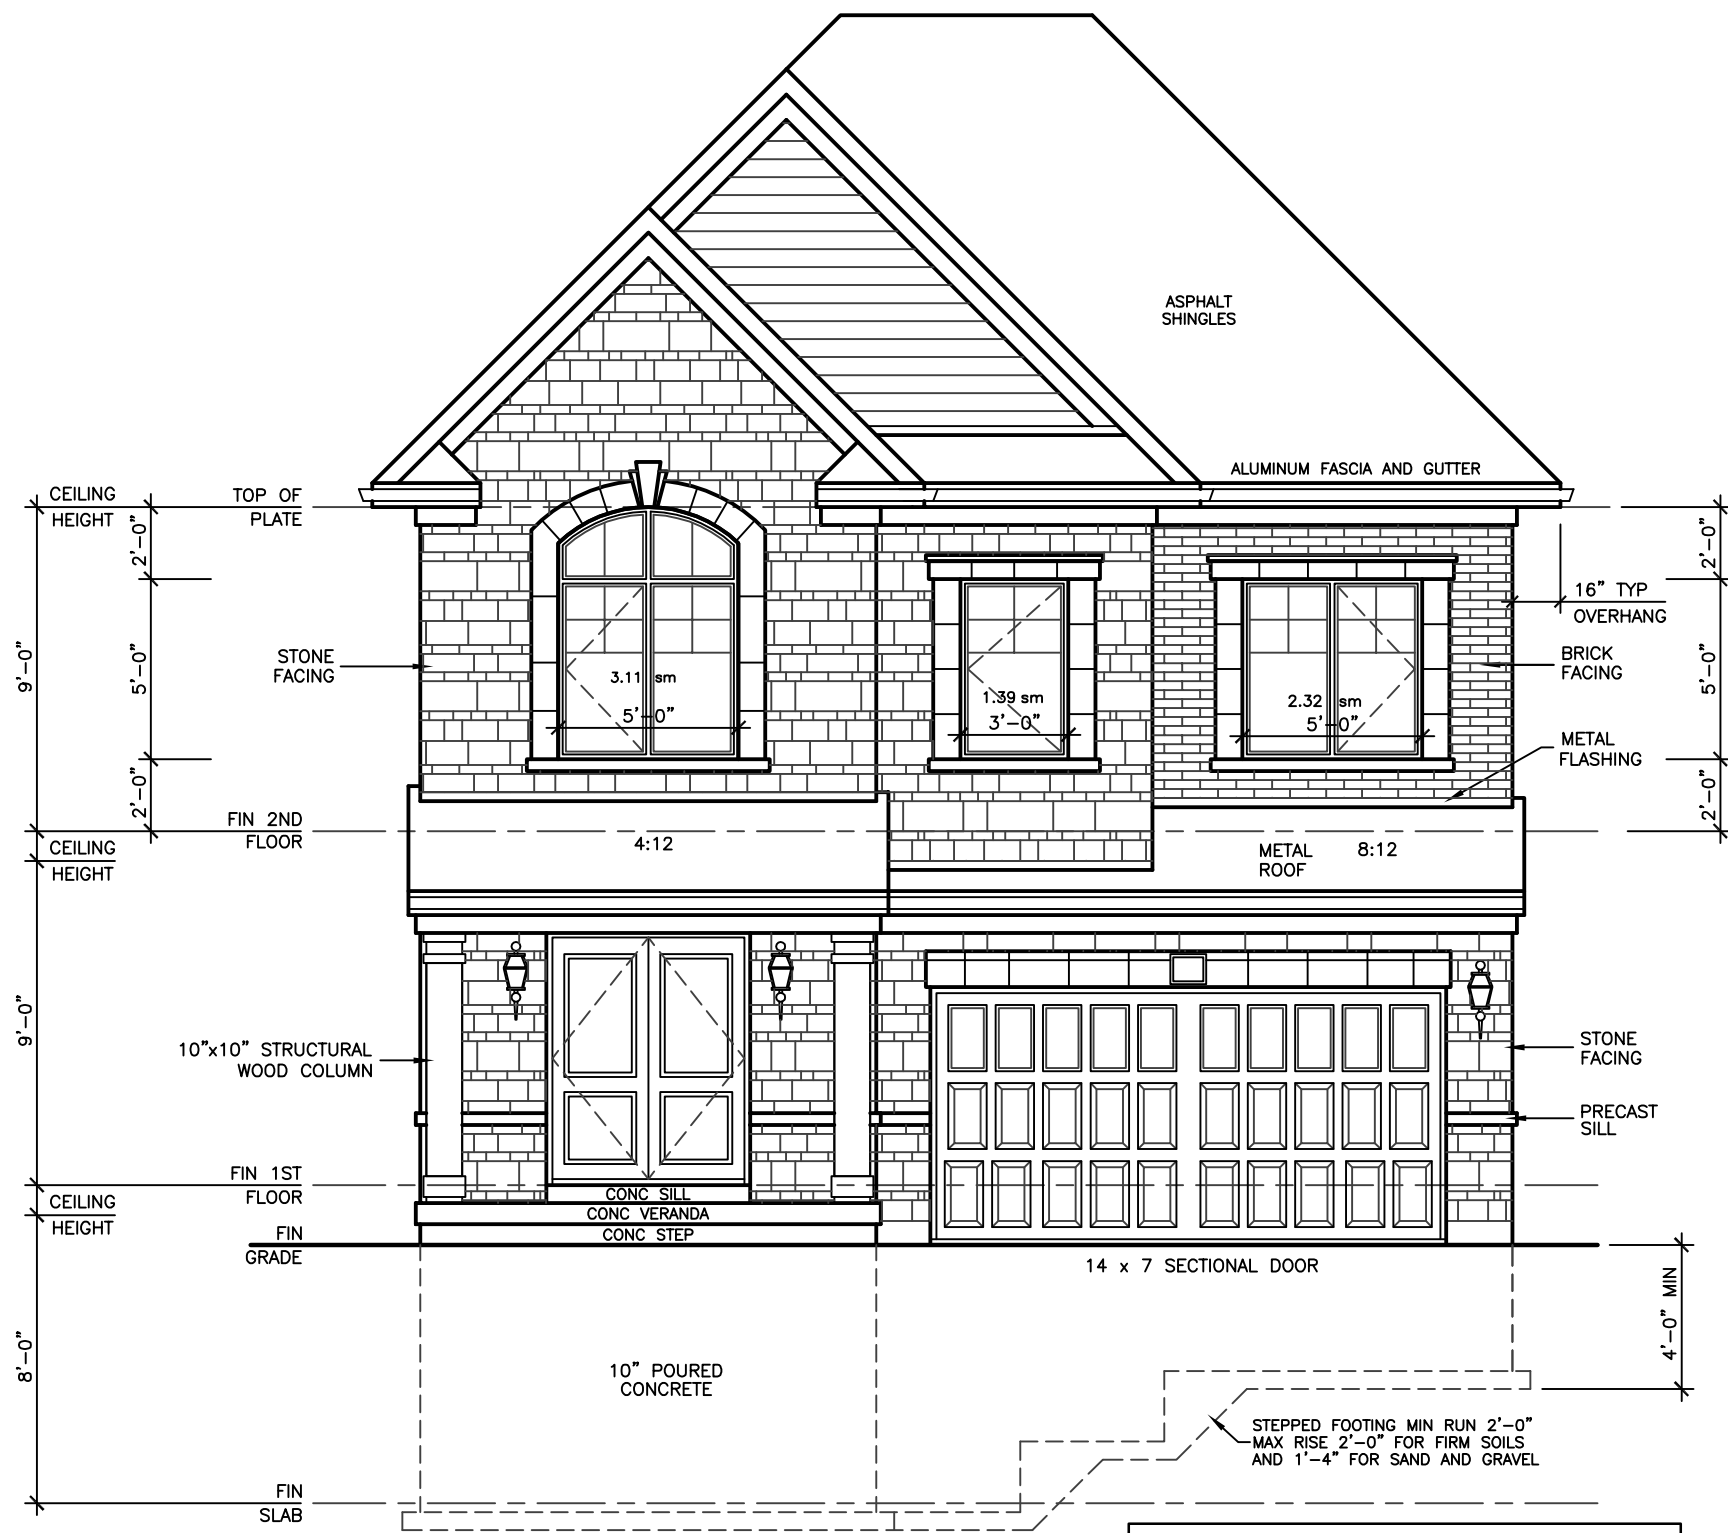 ASPHALT
SHINGLES
ALUMINUM FASCIA AND GUTTER
CEILING
HEIGHT
TOP OF
PLATE
2'-0"
2'-0"
16" TYP
OVERHANG
9'-0"
5'-0"
STONE
FACING
3.11 sm
5'-0"
1.39 sm
3'-0"
2.32 sm
5'-0"
BRICK
FACING
5'-0"
METAL
FLASHING
2'-0"
2'-0"
FIN 2ND
FLOOR
CEILING
HEIGHT
4:12
METAL
ROOF
8:12
9'-0"
10"x10" STRUCTURAL
WOOD COLUMN
STONE
FACING
PRECAST
SILL
FIN 1ST
FLOOR
CEILING
HEIGHT
CONC SILL
CONC VERANDA
CONC STEP
FIN
GRADE
14 x 7 SECTIONAL DOOR
4'-0" MIN
8'-0"
10" POURED
CONCRETE
STEPPED FOOTING MIN RUN 2'-0"
MAX RISE 2'-0" FOR FIRM SOILS
AND 1'-4" FOR SAND AND GRAVEL
FIN
SLAB